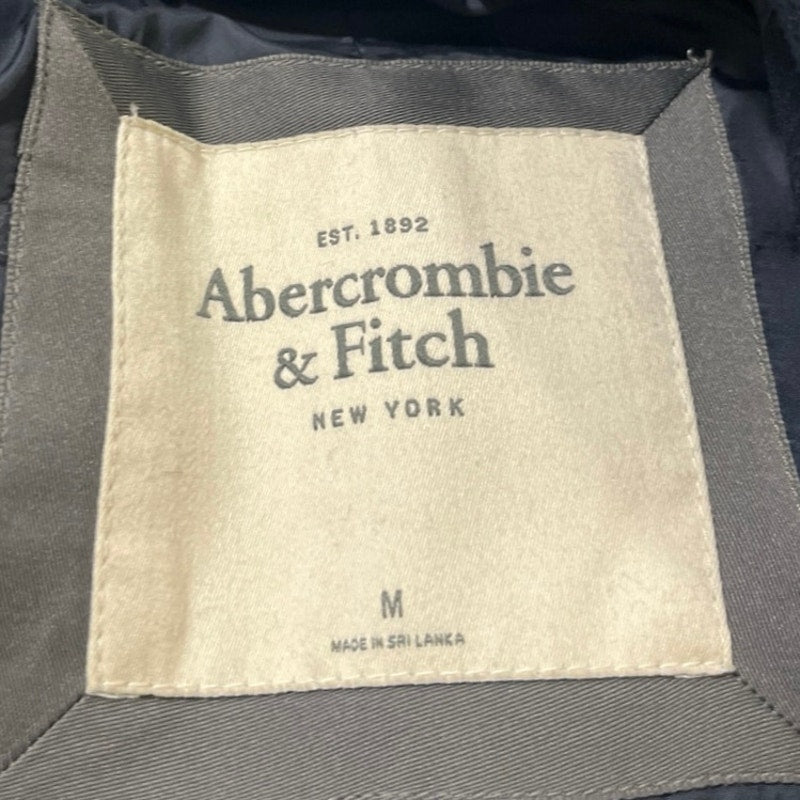 EST. 1892
Abercrombie
& Fitch
NEW YORK
M
MADE IN SRI LANKA